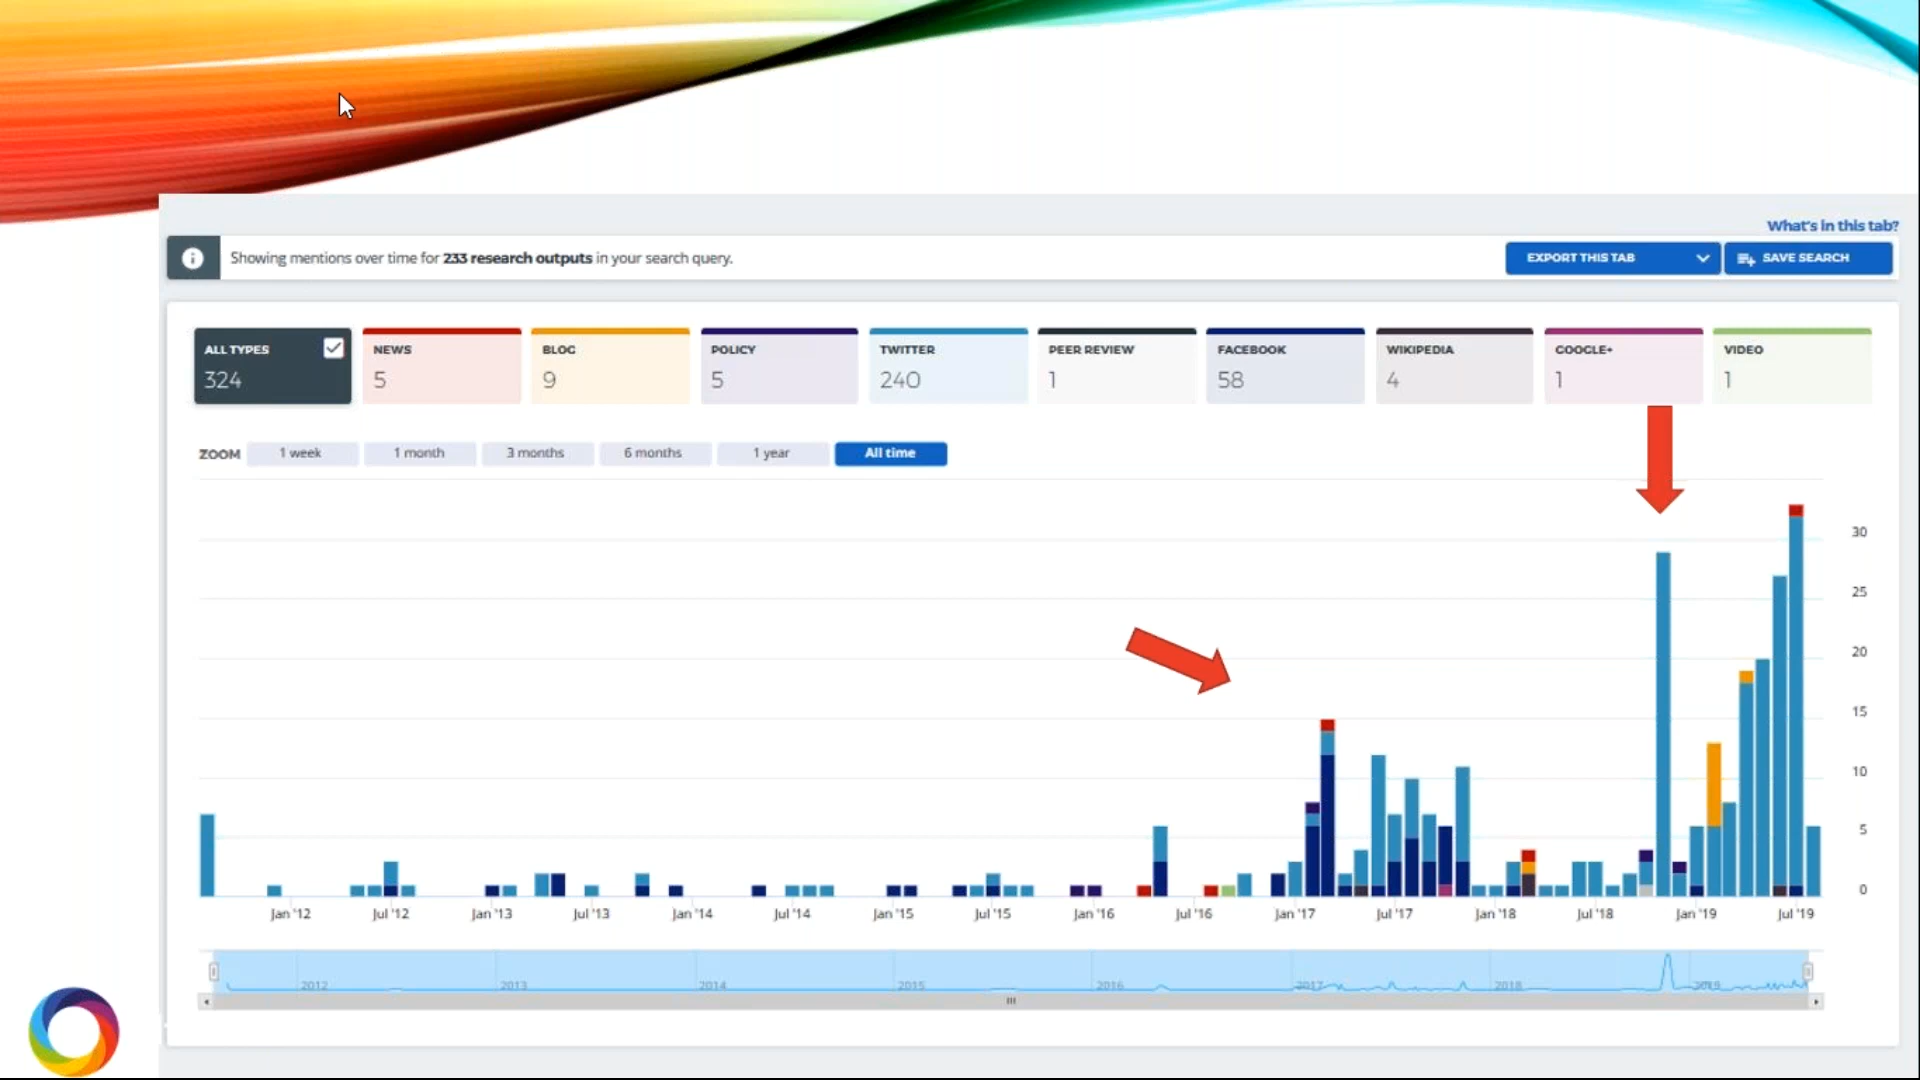 What's in this tab?
Showing mentions over time for 233 research outputs in your search query.
EXPORT THIS TAB
SAVE SEARCH
ALL TYPES NEWS BLOG POLICY TWITTER PEER REVIEW FACEBOOK WIKIPEDIA GOOGLE+ VIDEO
324 5 9 5 240 1 58 4 1 1
ZOOM 1 week 1 month 3 months 6 months 1 year All time
30
25
20
15
10
5
0
Jan '12 Jul '12 Jan '13 Jul '13 Jan '14 Jul '14 Jan '15 Jul '15 Jan '16 Jul '16 Jan '17 Jul '17 Jan '18 Jul '18 Jan '19 Jul '19
2012 2013 2014 2015 2016 2017 2018 2019